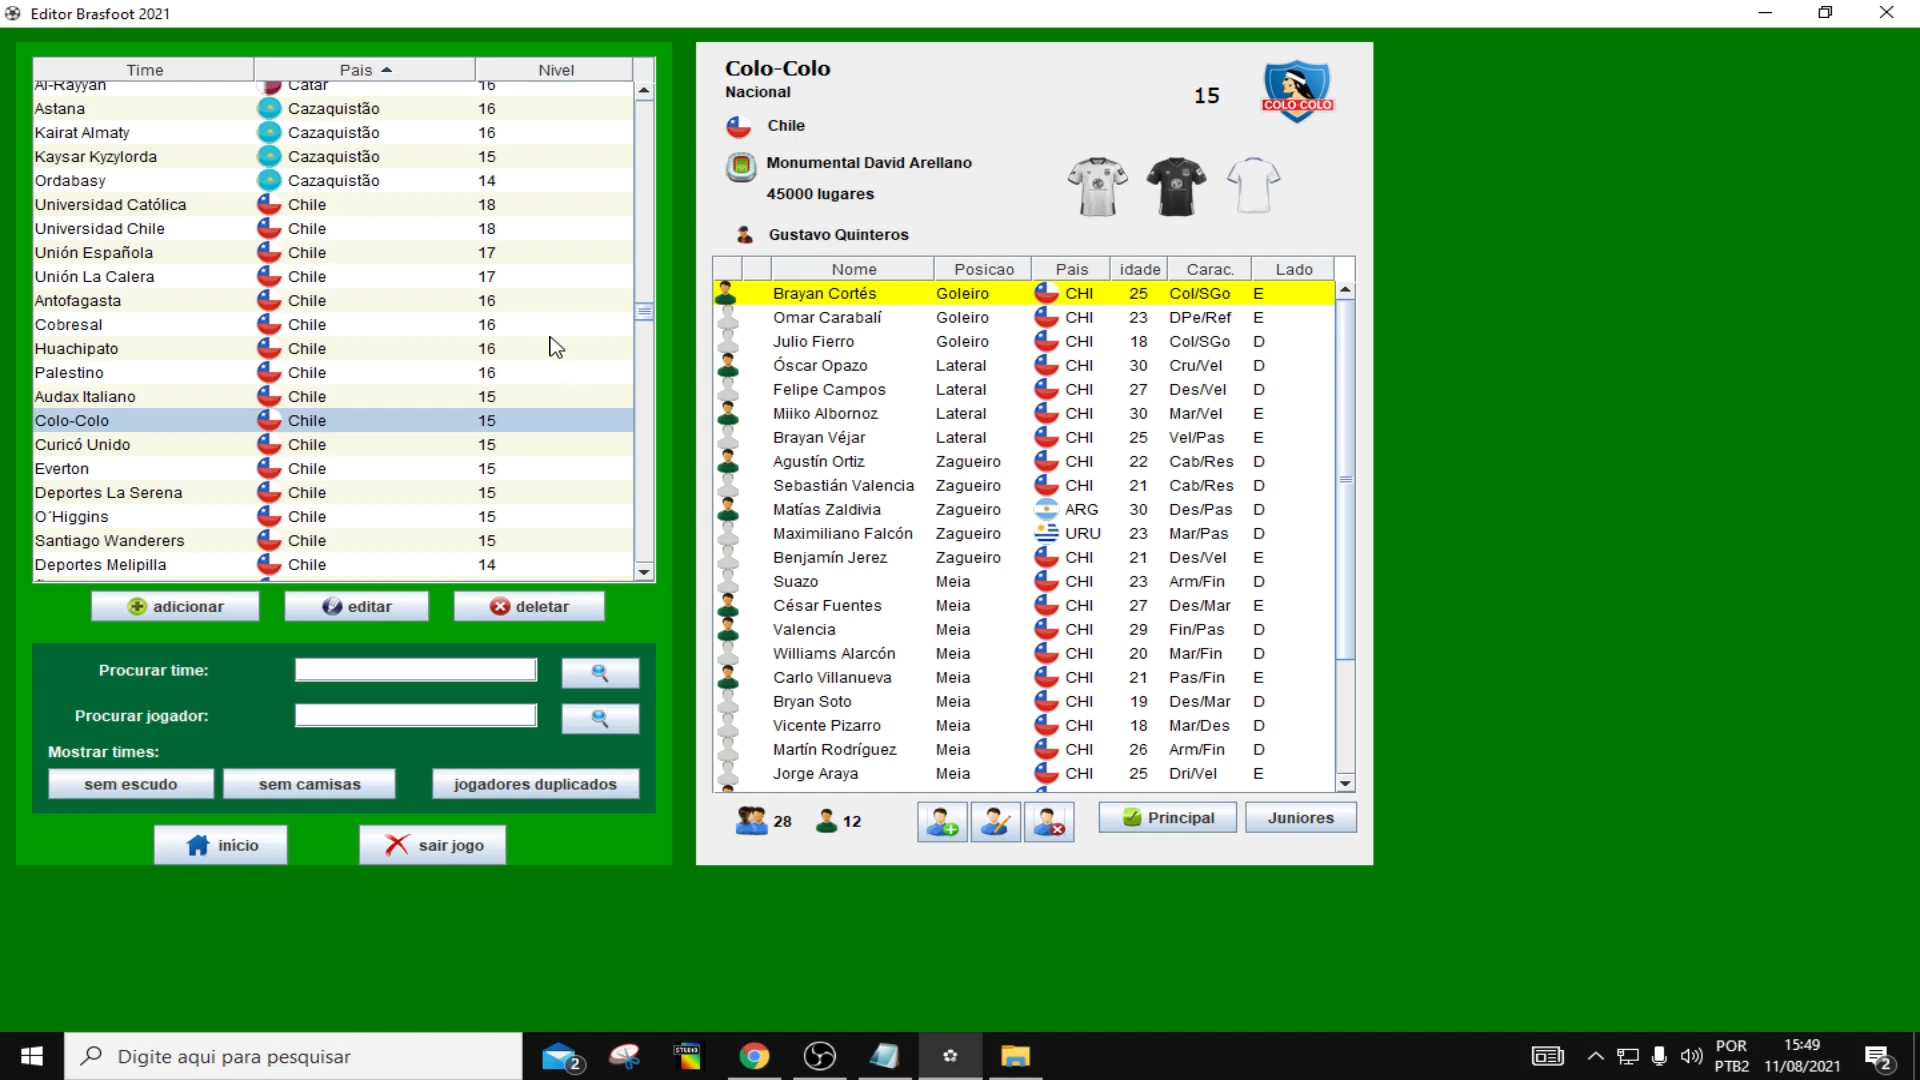 Editor Brasfoot 2021
Time Pais Nivel
Al-Rayyan Catar 16
Astana Cazaquistão 16
Kairat Almaty Cazaquistão 16
Kaysar Kyzylorda Cazaquistão 15
Ordabasy Cazaquistão 14
Universidad Católica Chile 18
Universidad Chile Chile 18
Unión Española Chile 17
Unión La Calera Chile 17
Antofagasta Chile 16
Cobresal Chile 16
Huachipato Chile 16
Palestino Chile 16
Audax Italiano Chile 15
Colo-Colo Chile 15
Curicó Unido Chile 15
Everton Chile 15
Deportes La Serena Chile 15
O´Higgins Chile 15
Santiago Wanderers Chile 15
Deportes Melipilla Chile 14
adicionar editar deletar
Procurar time:
Procurar jogador:
Mostrar times:
sem escudo sem camisas jogadores duplicados
início sair jogo
Colo-Colo
Nacional
15
COLO COLO
Chile
Monumental David Arellano
45000 lugares
Gustavo Quinteros
Nome Posicao Pais idade Carac. Lado
Brayan Cortés Goleiro CHI 25 Col/SGo E
Omar Carabalí Goleiro CHI 23 DPe/Ref E
Julio Fierro Goleiro CHI 18 Col/SGo D
Óscar Opazo Lateral CHI 30 Cru/Vel D
Felipe Campos Lateral CHI 27 Des/Vel D
Miiko Albornoz Lateral CHI 30 Mar/Vel E
Brayan Véjar Lateral CHI 25 Vel/Pas E
Agustín Ortiz Zagueiro CHI 22 Cab/Res D
Sebastián Valencia Zagueiro CHI 21 Cab/Res D
Matías Zaldivia Zagueiro ARG 30 Des/Pas D
Maximiliano Falcón Zagueiro URU 23 Mar/Pas D
Benjamín Jerez Zagueiro CHI 21 Des/Vel E
Suazo Meia CHI 23 Arm/Fin D
César Fuentes Meia CHI 27 Des/Mar E
Valencia Meia CHI 29 Fin/Pas D
Williams Alarcón Meia CHI 20 Mar/Fin D
Carlo Villanueva Meia CHI 21 Pas/Fin E
Bryan Soto Meia CHI 19 Des/Mar D
Vicente Pizarro Meia CHI 18 Mar/Des D
Martín Rodríguez Meia CHI 26 Arm/Fin D
Jorge Araya Meia CHI 25 Dri/Vel E
28 12 Principal Juniores
Digite aqui para pesquisar
2
STUDIO
POR
PTB2
15:49
11/08/2021
2